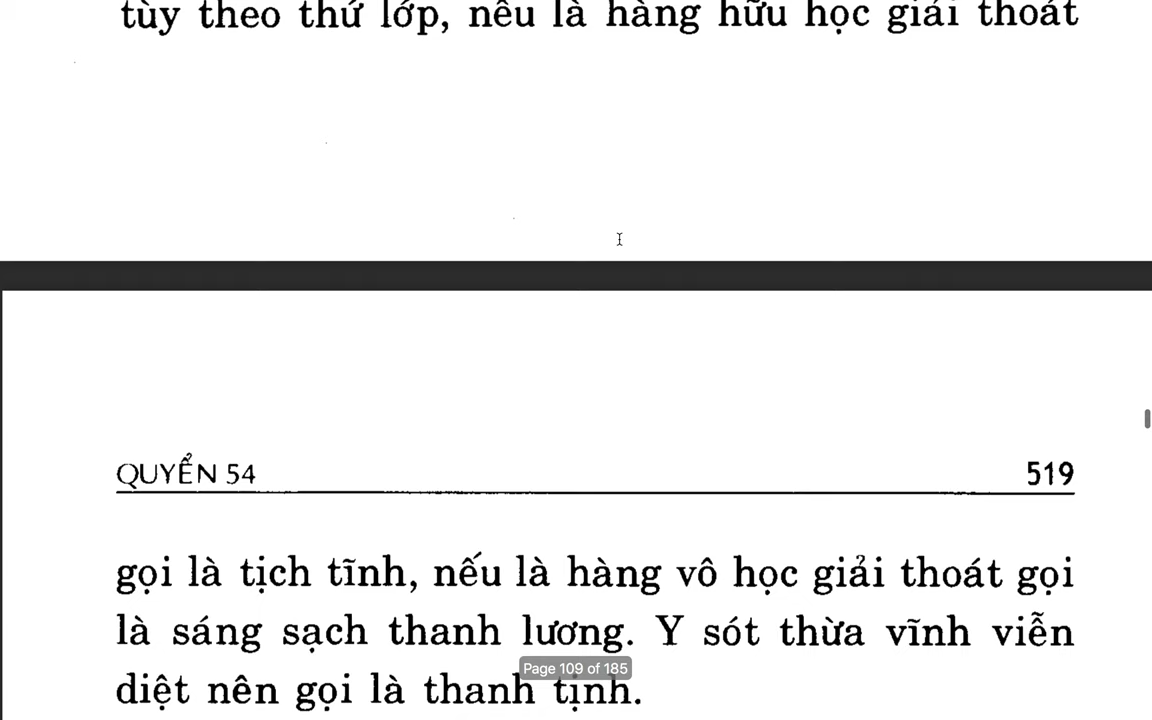 tùy theo thứ lớp, nếu là hàng hữu học giải thoát
QUYỂN 54 519
gọi là tịch tĩnh, nếu là hàng vô học giải thoát gọi
là sáng sạch thanh lương. Y sót thừa vĩnh viễn
Page 109 of 185
diệt nên gọi là thanh tịnh.